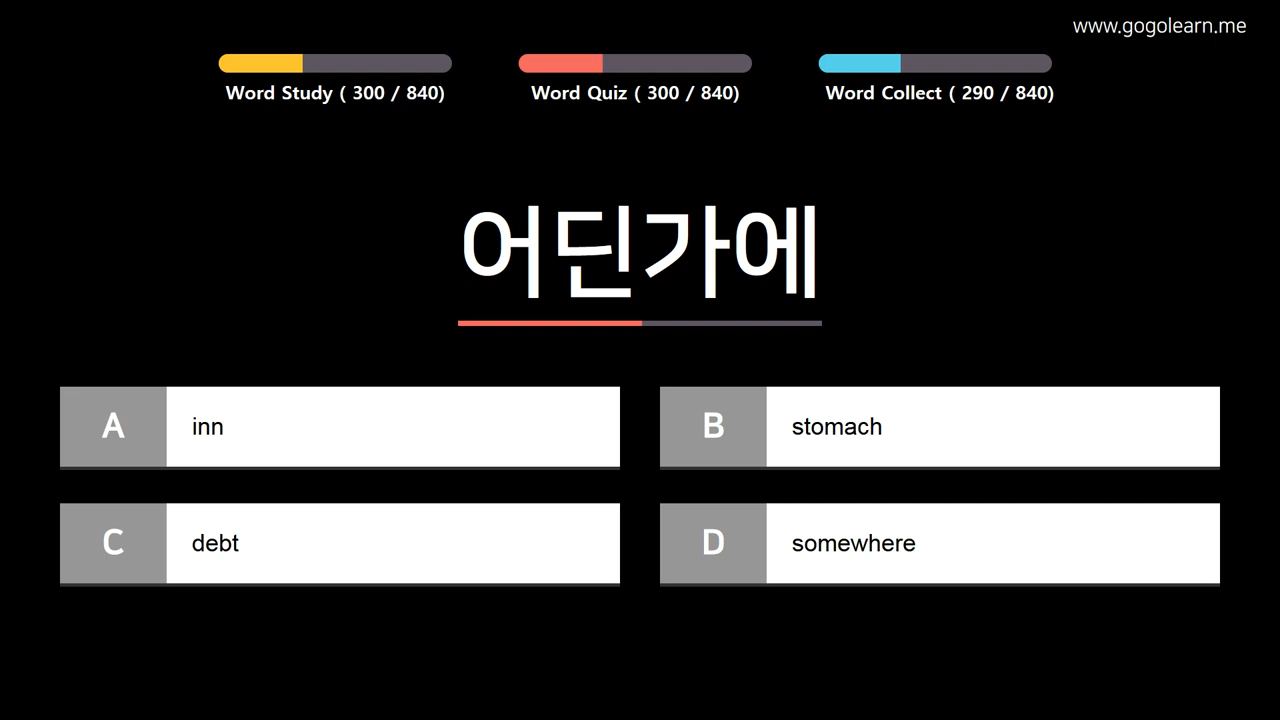 www.gogolearn.me
Word Study ( 300 / 840)
Word Quiz ( 300 / 840)
Word Collect ( 290 / 840)
어딘가에
A inn
B stomach
C debt
D somewhere